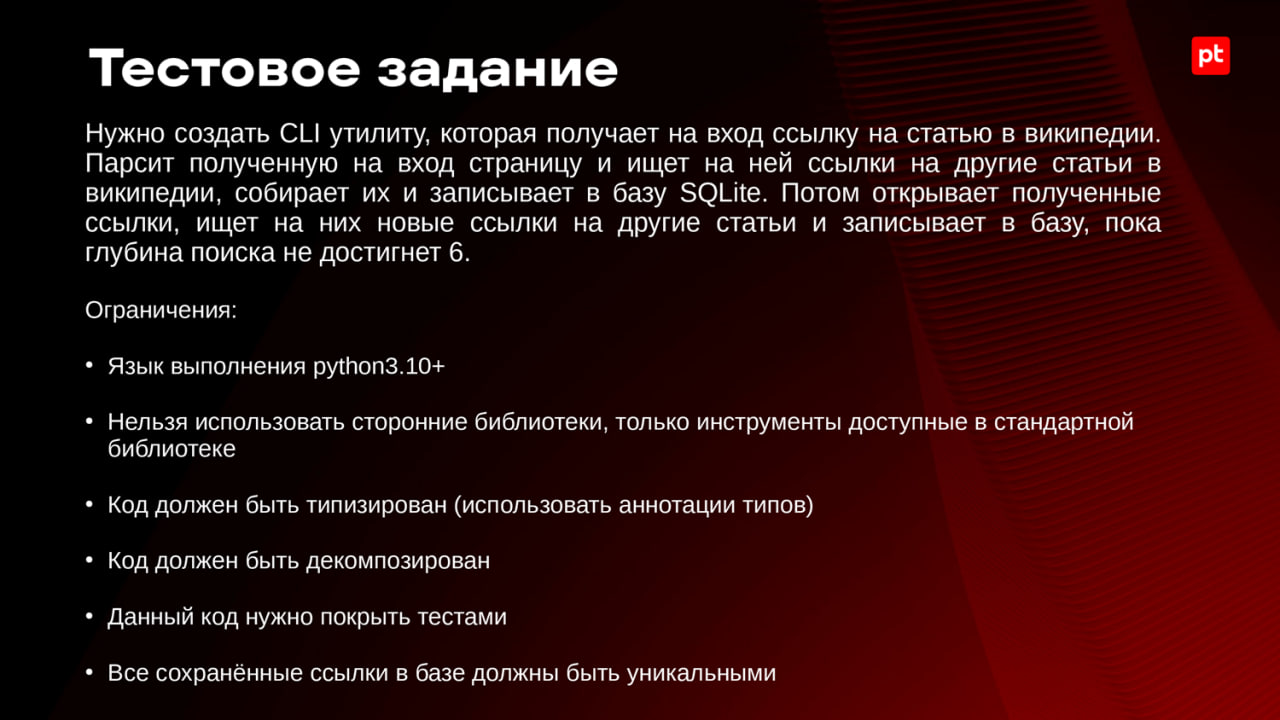 Тестовое задание
pt
Нужно создать CLI утилиту, которая получает на вход ссылку на статью в википедии.
Парсит полученную на вход страницу и ищет на ней ссылки на другие статьи в
википедии, собирает их и записывает в базу SQLite. Потом открывает полученные
ссылки, ищет на них новые ссылки на другие статьи и записывает в базу, пока
глубина поиска не достигнет 6.
Ограничения:
• Язык выполнения python3.10+
• Нельзя использовать сторонние библиотеки, только инструменты доступные в стандартной
библиотеке
• Код должен быть типизирован (использовать аннотации типов)
• Код должен быть декомпозирован
• Данный код нужно покрыть тестами
• Все сохранённые ссылки в базе должны быть уникальными